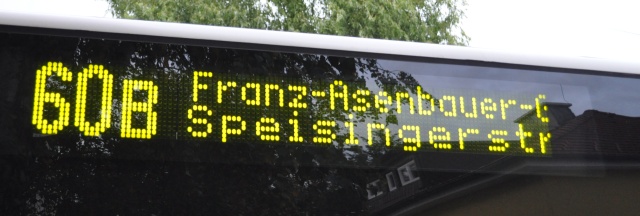 60B Franz-Asenbauer-G
Speisingerstr